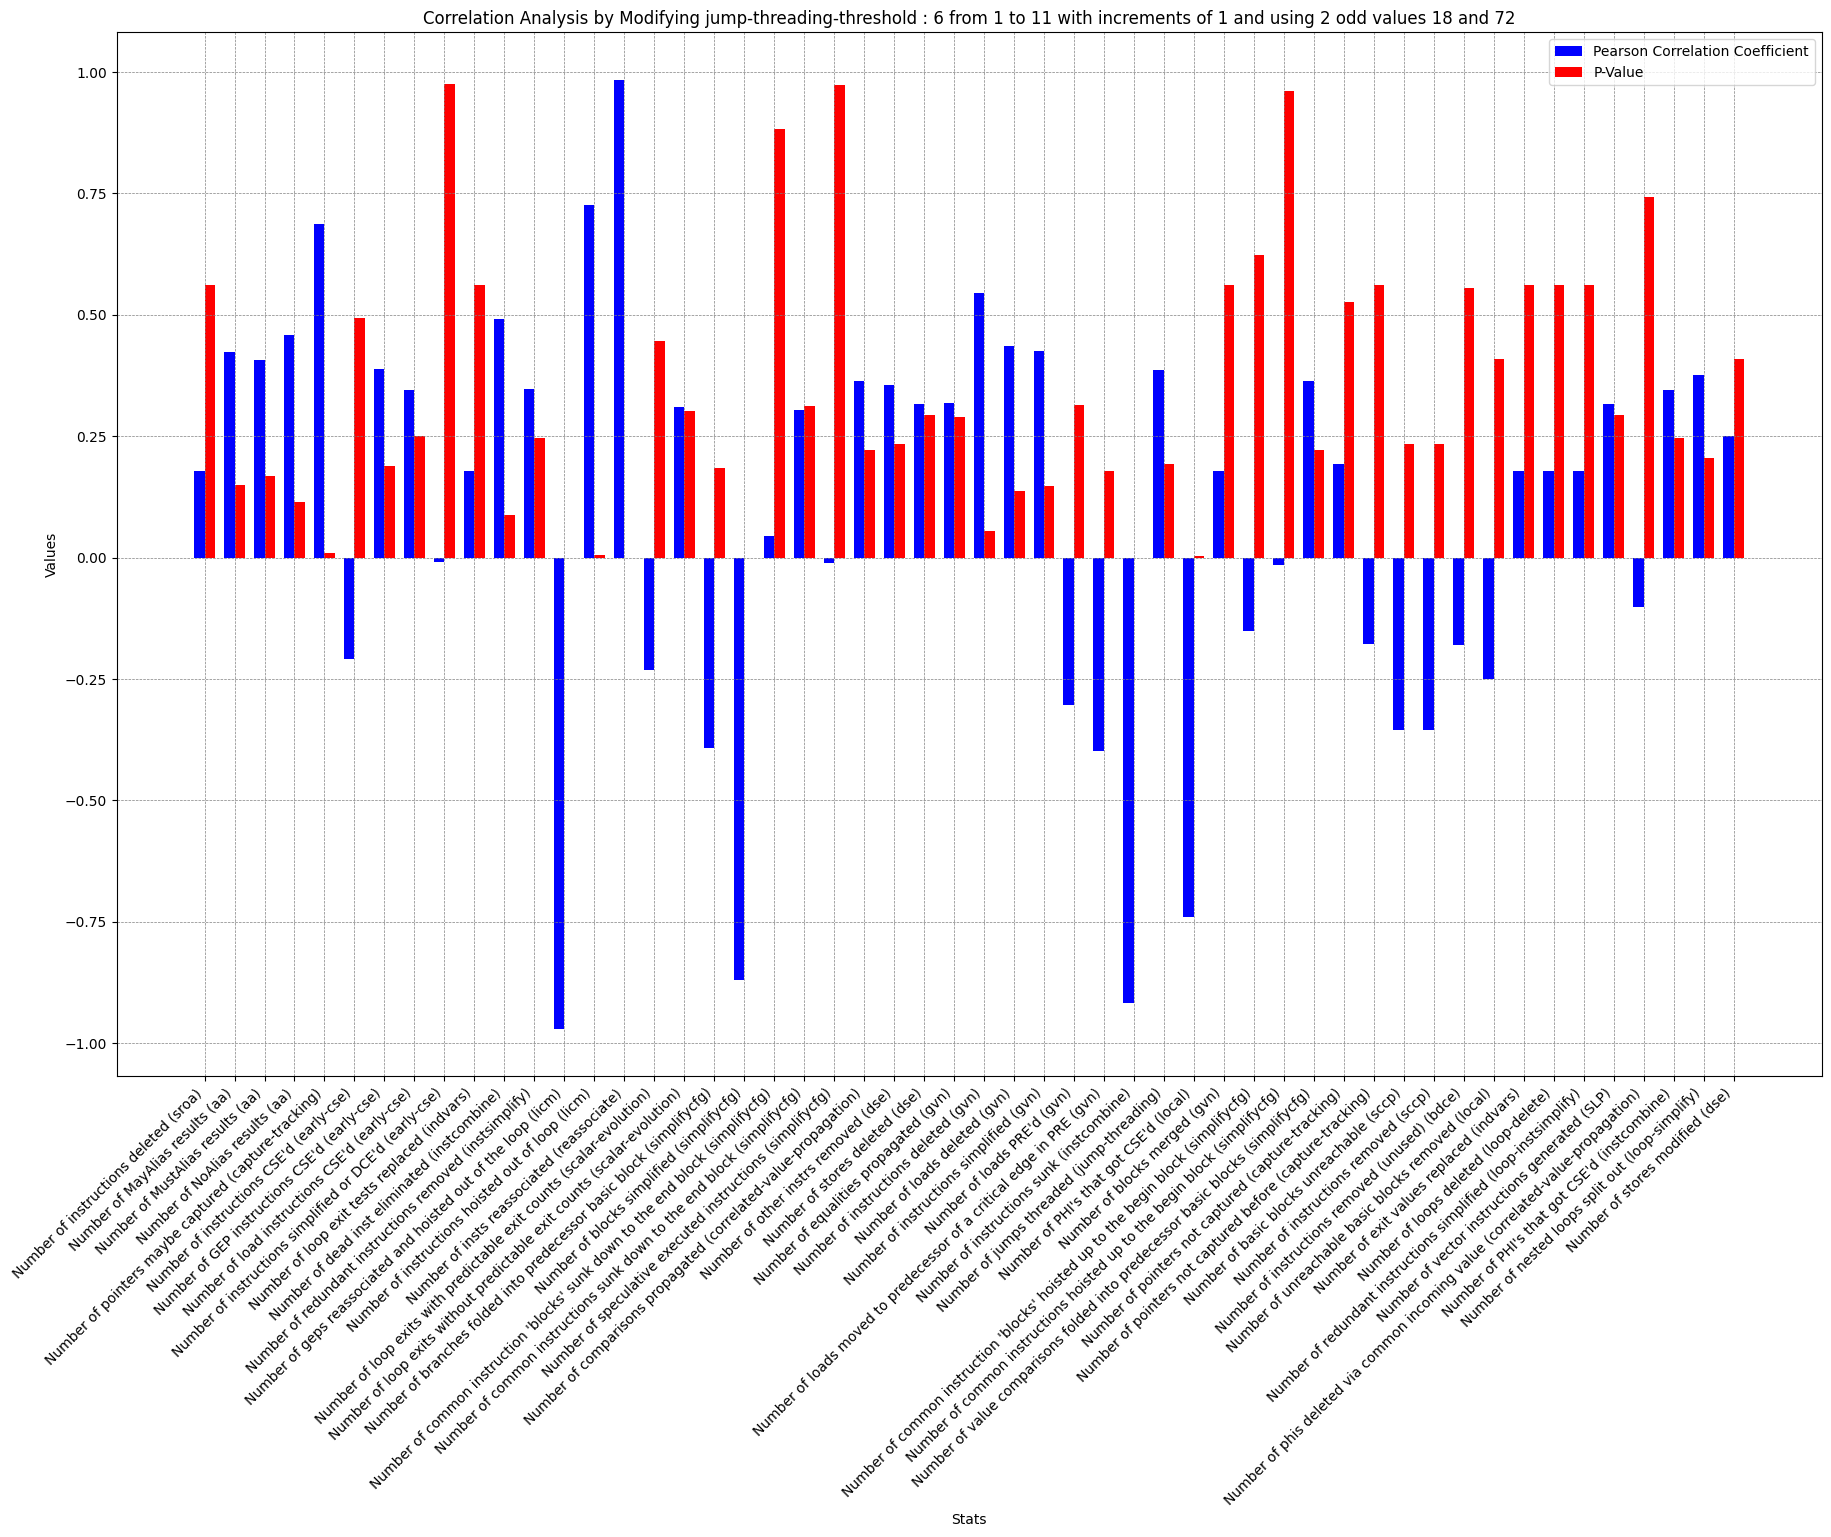 Correlation Analysis by Modifying jump-threading-threshold : 6 from 1 to 11 with increments of 1 and using 2 odd values 18 and 72
Pearson Correlation Coefficient
P-Value
Values
1.00
0.75
0.50
0.25
0.00
−0.25
−0.50
−0.75
−1.00
Number of instructions deleted (sroa)
Number of MayAlias results (aa)
Number of MustAlias results (aa)
Number of NoAlias results (aa)
Number of pointers maybe captured (capture-tracking)
Number of instructions CSE'd (early-cse)
Number of GEP instructions CSE'd (early-cse)
Number of load instructions CSE'd (early-cse)
Number of instructions simplified or DCE'd (early-cse)
Number of loop exit tests replaced (indvars)
Number of dead inst eliminated (instcombine)
Number of redundant instructions removed (instsimplify)
Number of geps reassociated and hoisted out of the loop (licm)
Number of instructions hoisted out of loop (licm)
Number of insts reassociated (reassociate)
Number of loop exits with predictable exit counts (scalar-evolution)
Number of loop exits without predictable exit counts (scalar-evolution)
Number of branches folded into predecessor basic block (simplifycfg)
Number of blocks simplified (simplifycfg)
Number of common instruction 'blocks' sunk down to the end block (simplifycfg)
Number of common instructions sunk down to the end block (simplifycfg)
Number of speculative executed instructions (simplifycfg)
Number of comparisons propagated (correlated-value-propagation)
Number of other instrs removed (dse)
Number of stores deleted (dse)
Number of equalities propagated (gvn)
Number of instructions deleted (gvn)
Number of loads deleted (gvn)
Number of instructions simplified (gvn)
Number of loads PRE'd (gvn)
Number of loads moved to predecessor of a critical edge in PRE (gvn)
Number of instructions sunk (instcombine)
Number of jumps threaded (jump-threading)
Number of PHI's that got CSE'd (local)
Number of blocks merged (gvn)
Number of common instruction 'blocks' hoisted up to the begin block (simplifycfg)
Number of common instructions hoisted up to the begin block (simplifycfg)
Number of value comparisons folded into predecessor basic blocks (simplifycfg)
Number of pointers not captured (capture-tracking)
Number of pointers not captured before (capture-tracking)
Number of basic blocks unreachable (sccp)
Number of instructions removed (sccp)
Number of instructions removed (unused) (bdce)
Number of unreachable basic blocks removed (local)
Number of exit values replaced (indvars)
Number of loops deleted (loop-delete)
Number of redundant instructions simplified (loop-instsimplify)
Number of vector instructions generated (SLP)
Number of phis deleted via common incoming value (correlated-value-propagation)
Number of PHI's that got CSE'd (instcombine)
Number of nested loops split out (loop-simplify)
Number of stores modified (dse)
Stats